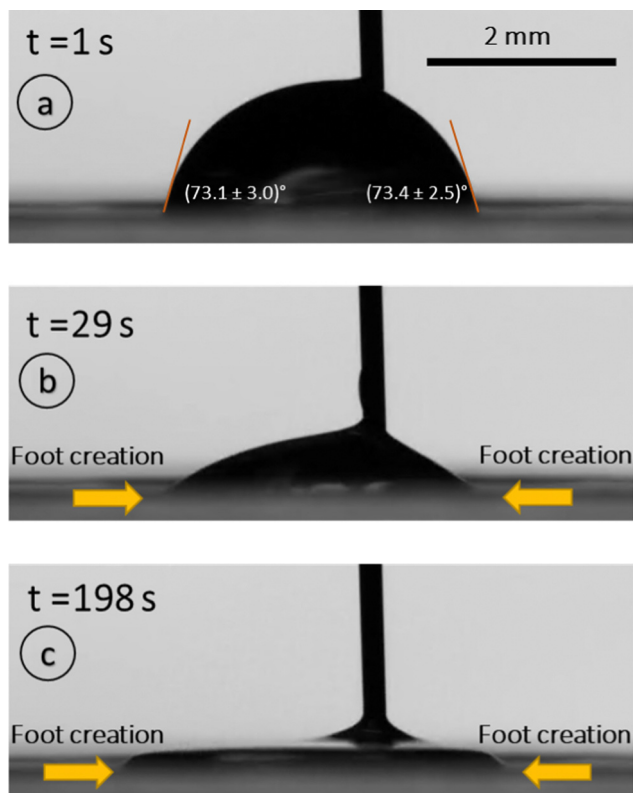 t =1 s
2 mm
a
(73.1 ± 3.0)°
(73.4 ± 2.5)°
t =29 s
b
Foot creation
Foot creation
t =198 s
c
Foot creation
Foot creation